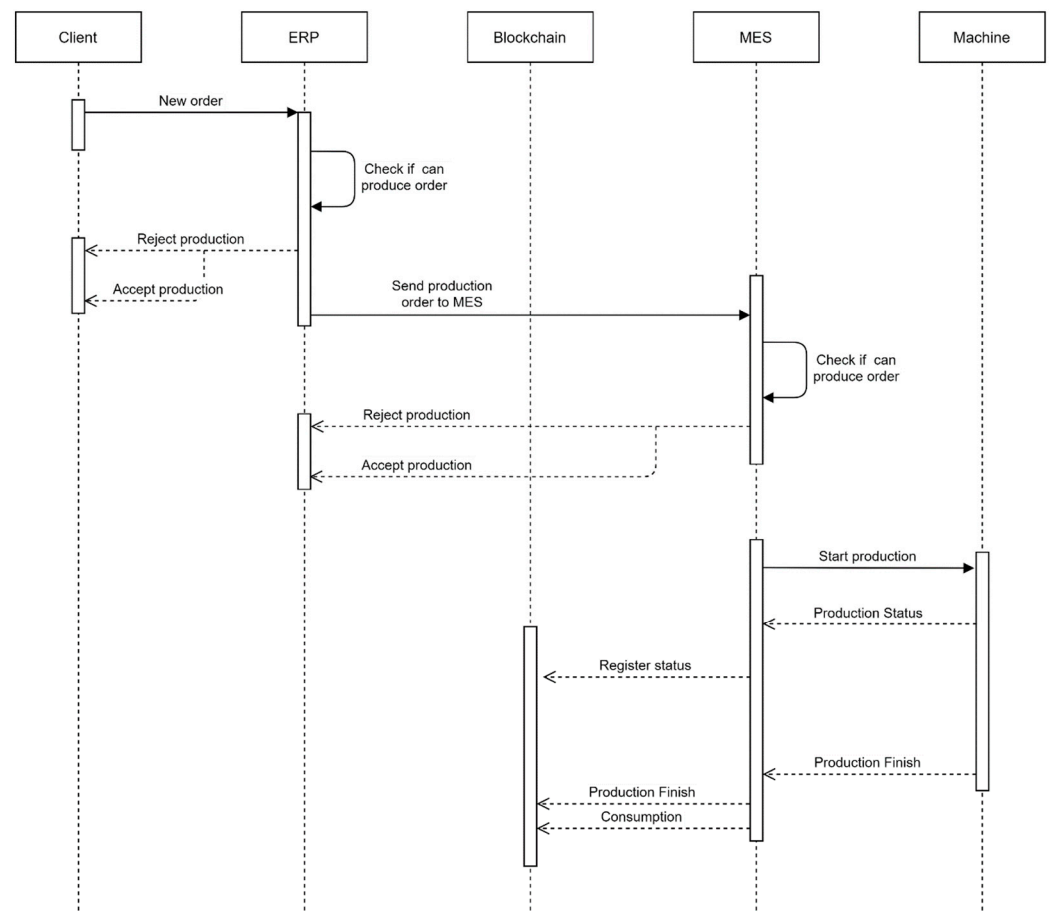 Client
ERP
Blockchain
MES
Machine
New order
Check if  can
produce order
Reject production
Accept production
Send production
order to MES
Check if  can
produce order
Reject production
Accept production
Start production
Production Status
Register status
Production Finish
Production Finish
Consumption